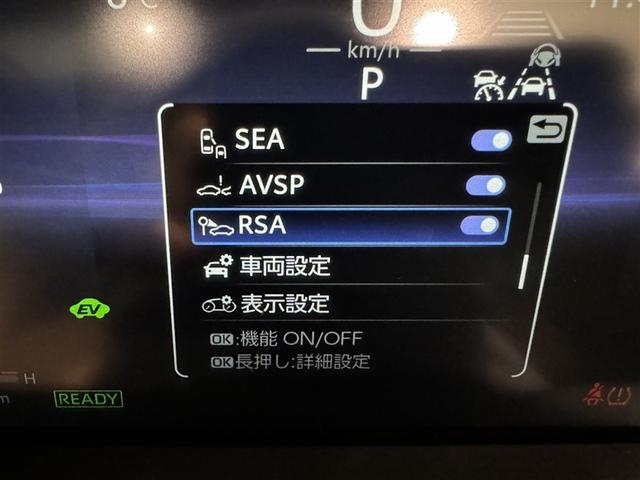 0
km/h
P
SEA
AVSP
RSA
車両設定
表示設定
OK:機能 ON/OFF
OK長押し:詳細設定
EV
H
READY